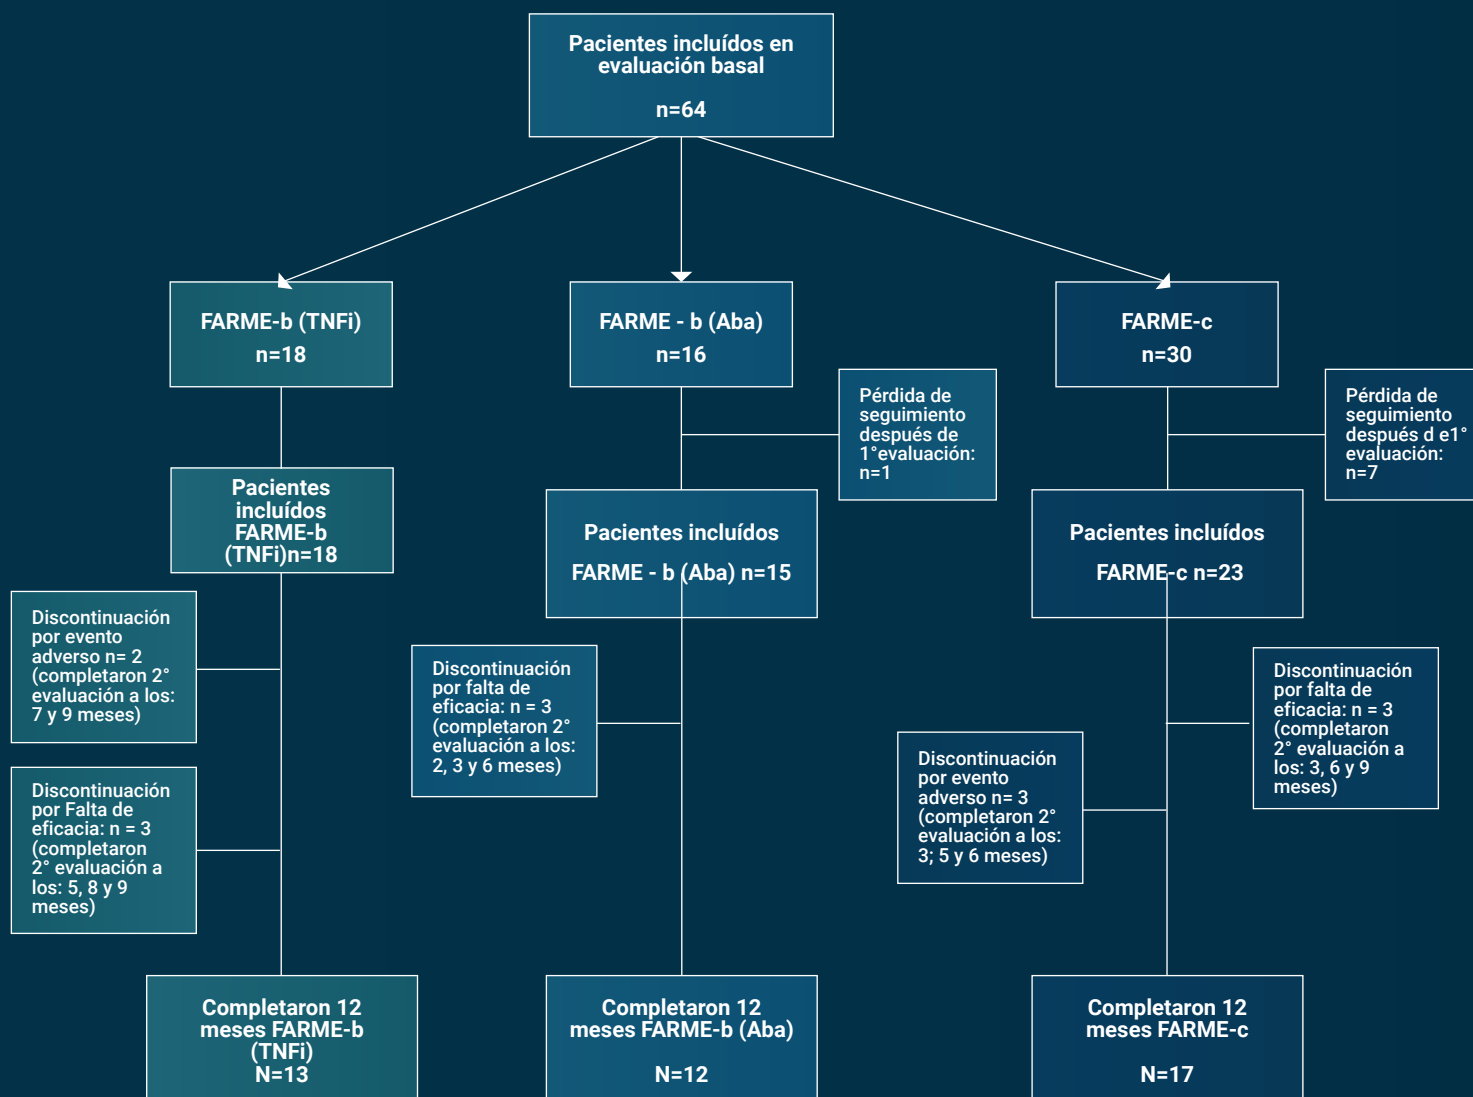 Pacientes incluídos en
evaluación basal
n=64
FARME-b (TNFi)
n=18
FARME - b (Aba)
n=16
FARME-c
n=30
Pérdida de
seguimiento
después de
1°evaluación:
n=1
Pérdida de
seguimiento
después d e1°
evaluación:
n=7
Pacientes
incluídos
FARME-b
(TNFi)n=18
Pacientes incluídos
FARME - b (Aba) n=15
Pacientes incluídos
FARME-c n=23
Discontinuación
por evento
adverso n= 2
(completaron 2°
evaluación a los:
7 y 9 meses)
Discontinuación
por falta de
eficacia: n = 3
(completaron 2°
evaluación a los:
2, 3 y 6 meses)
Discontinuación
por falta de
eficacia: n = 3
(completaron
2° evaluación a
los: 3, 6 y 9
meses)
Discontinuación
por evento
adverso n= 3
(completaron 2°
evaluación a los:
3; 5 y 6 meses)
Discontinuación
por Falta de
eficacia: n = 3
(completaron
2° evaluación a
los: 5, 8 y 9
meses)
Completaron 12
meses FARME-b
(TNFi)
N=13
Completaron 12
meses FARME-b (Aba)
N=12
Completaron 12
meses FARME-c
N=17